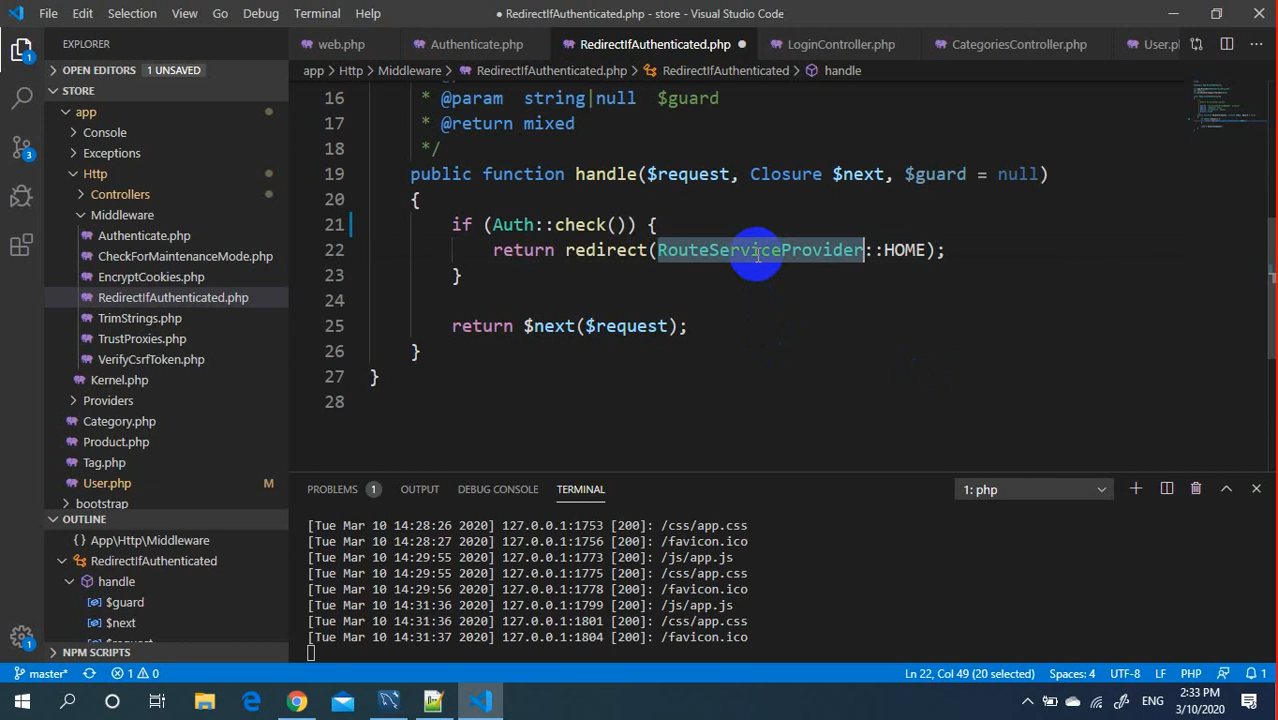 File Edit Selection View Go Debug Terminal Help
● RedirectIfAuthenticated.php - store - Visual Studio Code
EXPLORER
OPEN EDITORS 1 UNSAVED
STORE
app
Console
Exceptions
Http
Controllers
Middleware
Authenticate.php
CheckForMaintenanceMode.php
EncryptCookies.php
RedirectIfAuthenticated.php
TrimStrings.php
TrustProxies.php
VerifyCsrfToken.php
Kernel.php
Providers
Category.php
Product.php
Tag.php
User.php M
bootstrap
OUTLINE
{} App\Http\Middleware
RedirectIfAuthenticated
handle
$guard
$next
$request
NPM SCRIPTS
web.php Authenticate.php RedirectIfAuthenticated.php ● LoginController.php CategoriesController.php User.p
app > Http > Middleware > RedirectIfAuthenticated.php > RedirectIfAuthenticated > handle
16 * @param string|null $guard
17 * @return mixed
18 */
19 public function handle($request, Closure $next, $guard = null)
20 {
21 if (Auth::check()) {
22 return redirect(RouteServiceProvider::HOME);
23 }
24
25 return $next($request);
26 }
27 }
28
PROBLEMS 1 OUTPUT DEBUG CONSOLE TERMINAL 1: php
[Tue Mar 10 14:28:26 2020] 127.0.0.1:1753 [200]: /css/app.css
[Tue Mar 10 14:28:27 2020] 127.0.0.1:1756 [200]: /favicon.ico
[Tue Mar 10 14:29:55 2020] 127.0.0.1:1773 [200]: /js/app.js
[Tue Mar 10 14:29:55 2020] 127.0.0.1:1775 [200]: /css/app.css
[Tue Mar 10 14:29:56 2020] 127.0.0.1:1778 [200]: /favicon.ico
[Tue Mar 10 14:31:36 2020] 127.0.0.1:1799 [200]: /js/app.js
[Tue Mar 10 14:31:36 2020] 127.0.0.1:1801 [200]: /css/app.css
[Tue Mar 10 14:31:37 2020] 127.0.0.1:1804 [200]: /favicon.ico
1
3
1
master* 1 0 Ln 22, Col 49 (20 selected) Spaces: 4 UTF-8 LF PHP 1
ENG 2:33 PM
3/10/2020